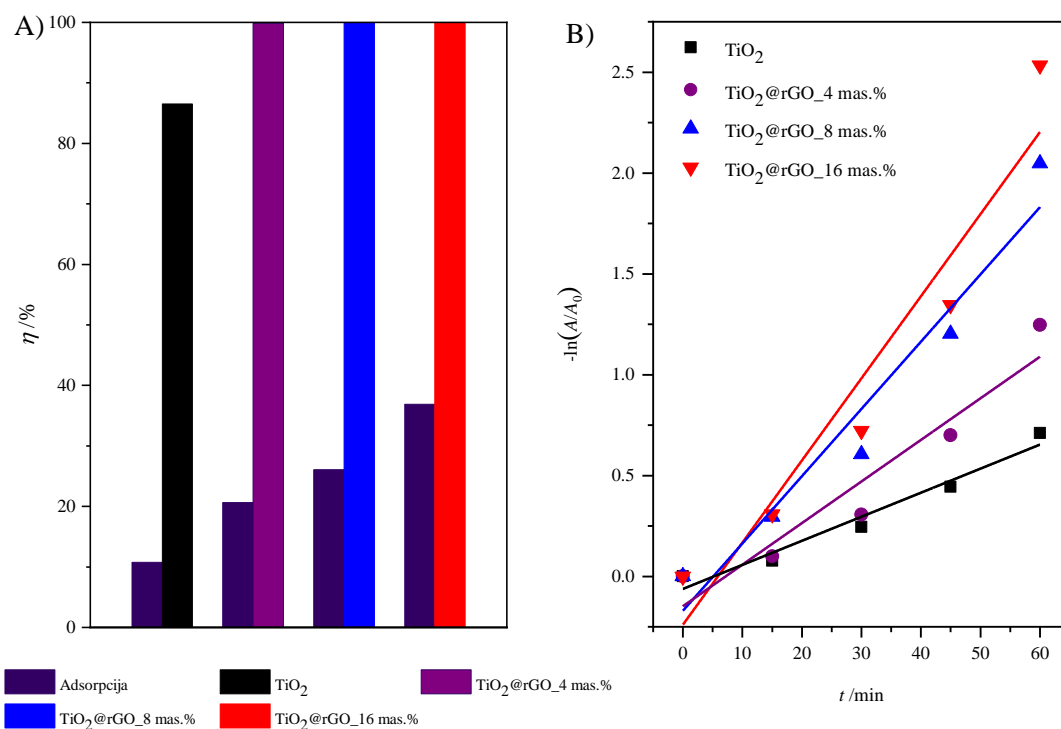 A)
100
80
60
40
20
0
η /%
Adsorpcija
TiO2
TiO2@rGO_4 mas.%
TiO2@rGO_8 mas.%
TiO2@rGO_16 mas.%
B)
TiO2
TiO2@rGO_4 mas.%
TiO2@rGO_8 mas.%
TiO2@rGO_16 mas.%
2.5
2.0
1.5
1.0
0.5
0.0
-ln(A/A0)
0 10 20 30 40 50 60
t /min